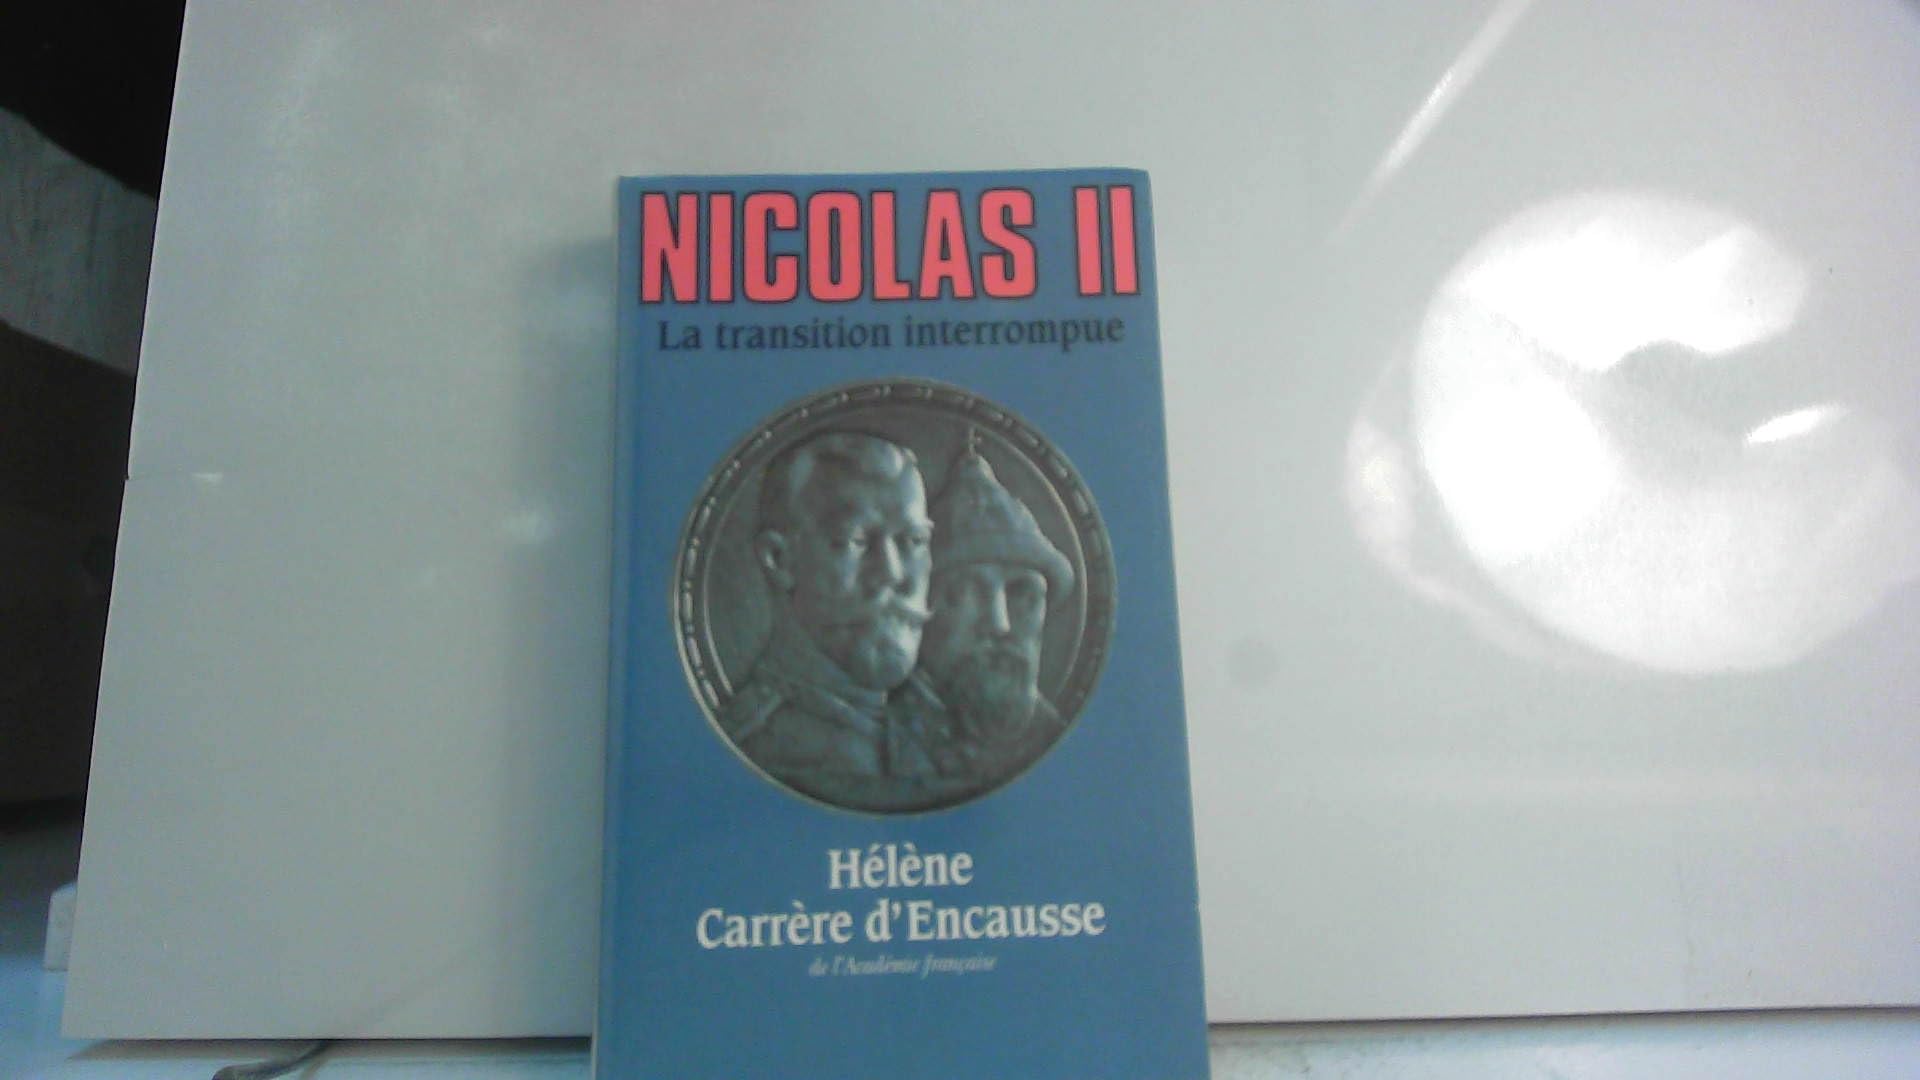 NICOLAS II
La transition interrompue
Hélène
Carrère d'Encausse
de l'Académie française